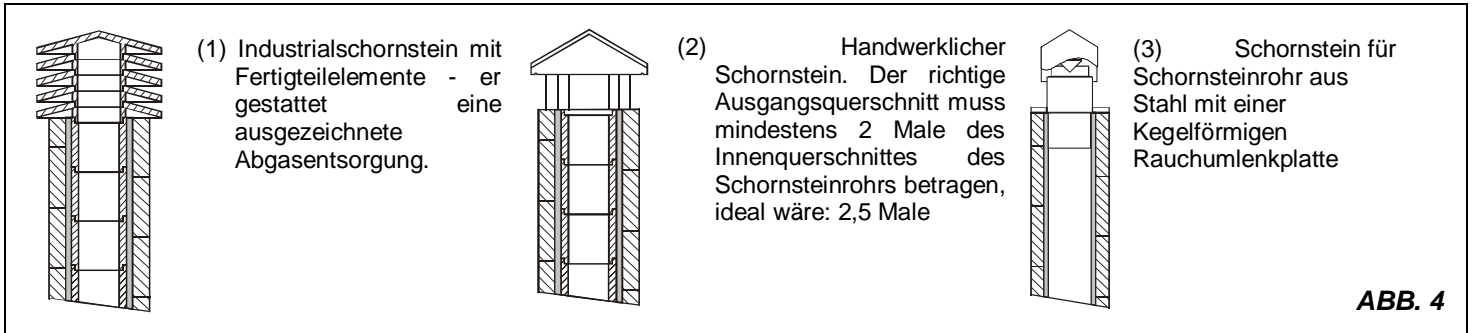 (1) Industrialschornstein mit
Fertigteilelemente - er
gestattet eine
ausgezeichnete
Abgasentsorgung.
(2) Handwerklicher
Schornstein. Der richtige
Ausgangsquerschnitt muss
mindestens 2 Male des
Innenquerschnittes des
Schornsteinrohrs betragen,
ideal wäre: 2,5 Male
(3) Schornstein für
Schornsteinrohr aus
Stahl mit einer
Kegelförmigen
Rauchumlenkplatte
ABB. 4